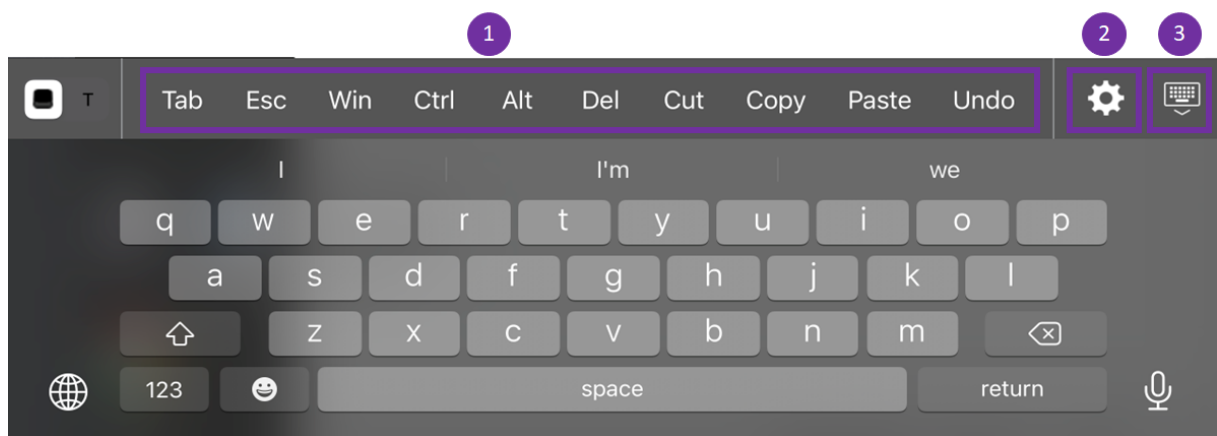 1 2 3
T Tab Esc Win Ctrl Alt Del Cut Copy Paste Undo
I I'm we
q w e r t y u i o p
a s d f g h j k l
z x c v b n m
123 space return